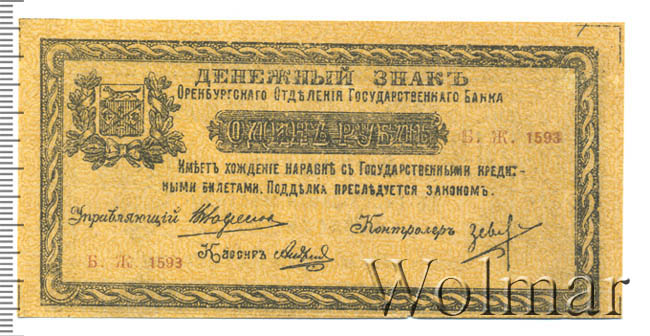 ДЕНЕЖНЫЙ ЗНАКЪ
ОРЕНБУРГСКАГО ОТДѢЛЕНІЯ ГОСУДАРСТВЕННАГО БАНКА
ОДИНЪ РУБЛЬ
Б. Ж. 1593
ИМѢЕТЪ ХОЖДЕНІЕ НАРАВНѢ СЪ ГОСУДАРСТВЕННЫМИ КРЕДИТ-
НЫМИ БИЛЕТАМИ. ПОДДѢЛКА ПРЕСЛѢДУЕТСЯ ЗАКОНОМЪ.
Управляющій
Контролеръ
Кассиръ
Б. Ж. 1593
Wolmar